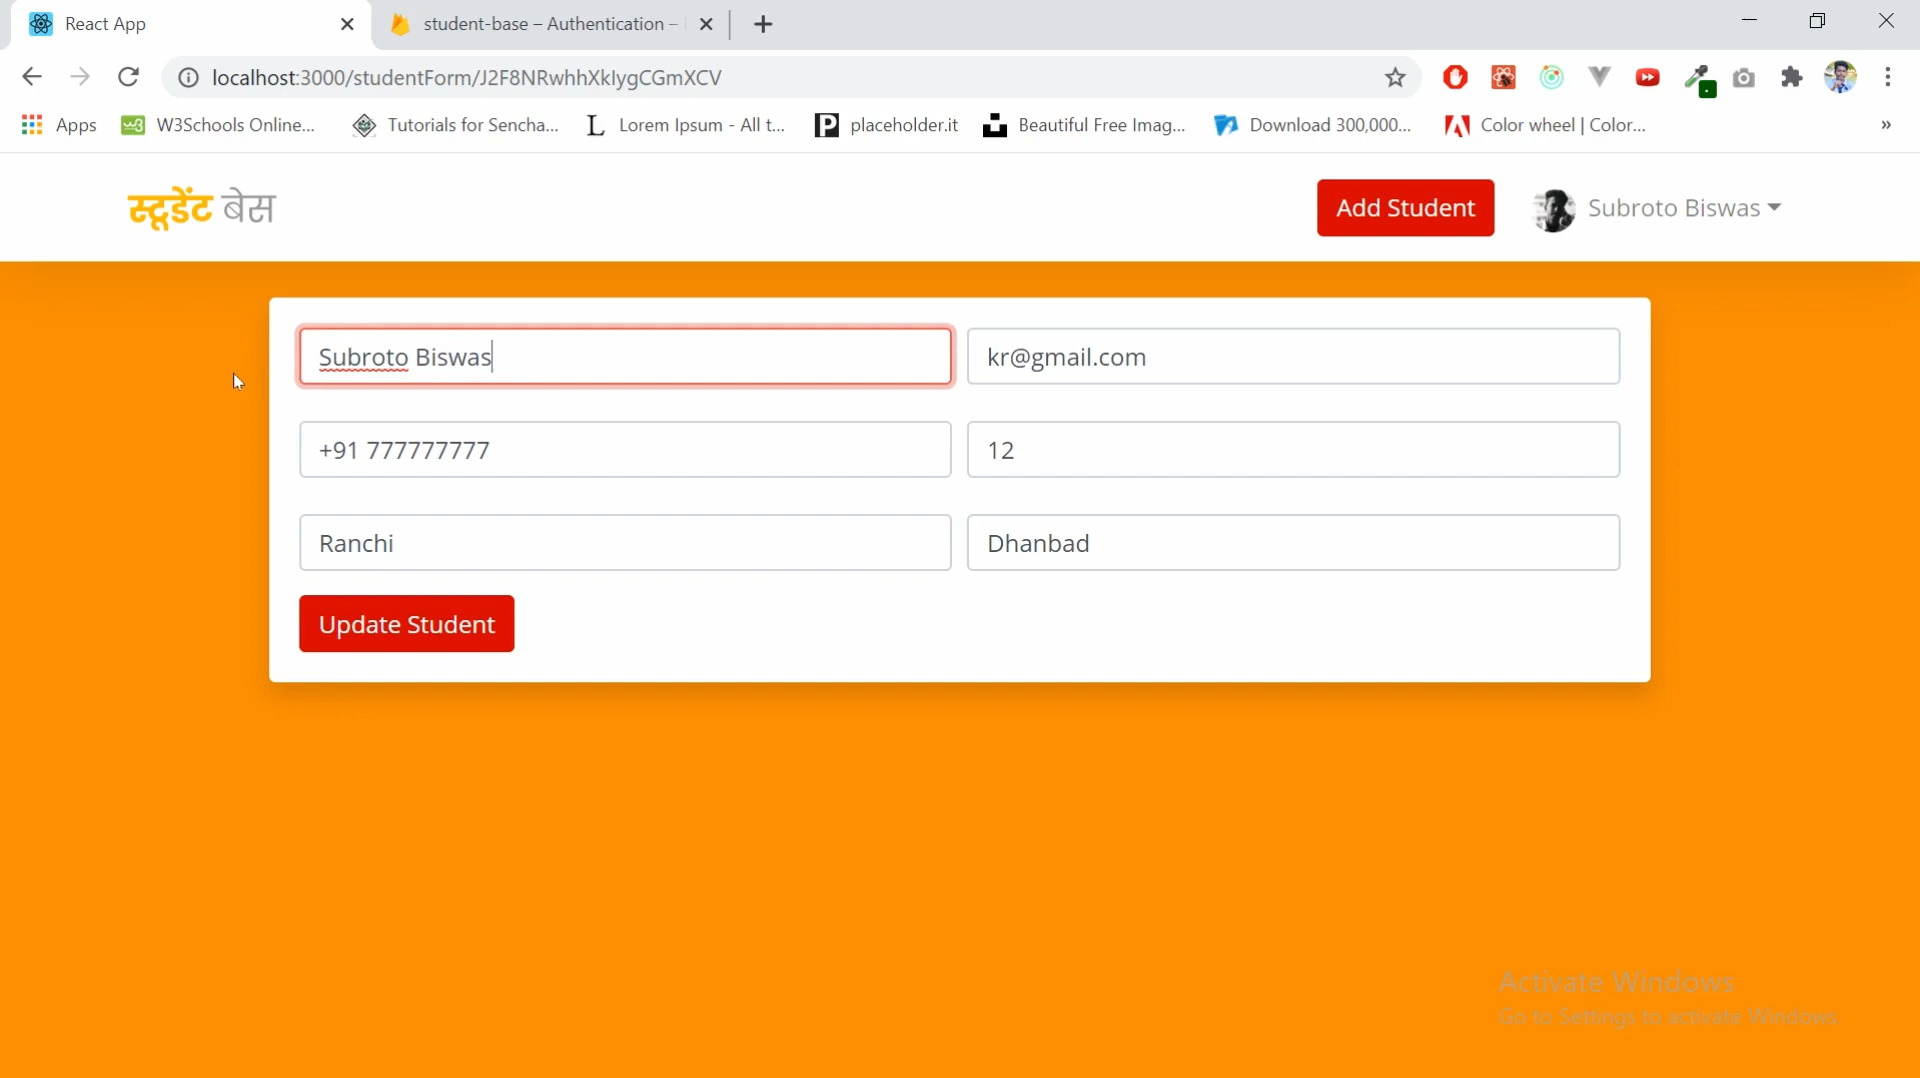 React App
student-base – Authentication –
localhost:3000/studentForm/J2F8NRwhhXklygCGmXCV
Apps W3Schools Online... Tutorials for Sencha... Lorem Ipsum - All t... placeholder.it Beautiful Free Imag... Download 300,000... Color wheel | Color... »
स्टूडेंट बेस
Add Student
Subroto Biswas
Subroto Biswas
kr@gmail.com
+91 777777777
12
Ranchi
Dhanbad
Update Student
Activate Windows
Go to Settings to activate Windows.